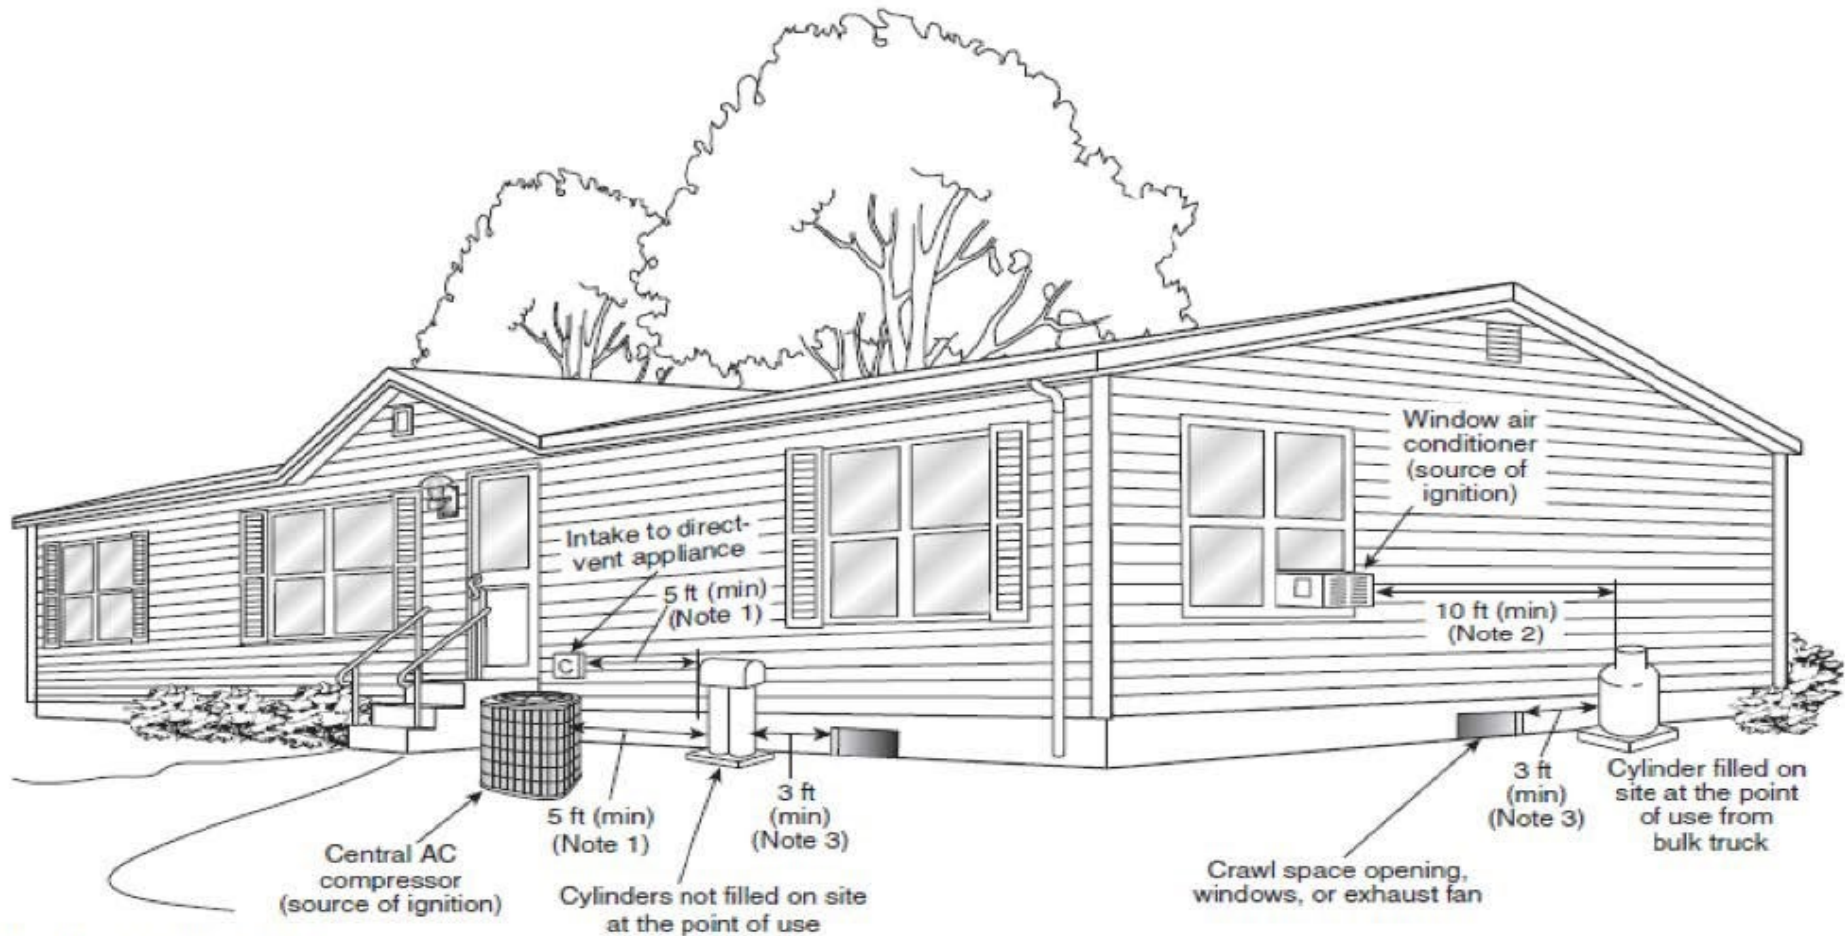 Window air
conditioner
(source of
ignition)
Intake to direct-
vent appliance
5 ft (min)
(Note 1)
10 ft (min)
(Note 2)
C
5 ft (min)
(Note 1)
3 ft
(min)
(Note 3)
3 ft
(min)
(Note 3)
Cylinder filled on
site at the point
of use from
bulk truck
Central AC
compressor
(source of ignition)
Cylinders not filled on site
at the point of use
Crawl space opening,
windows, or exhaust fan